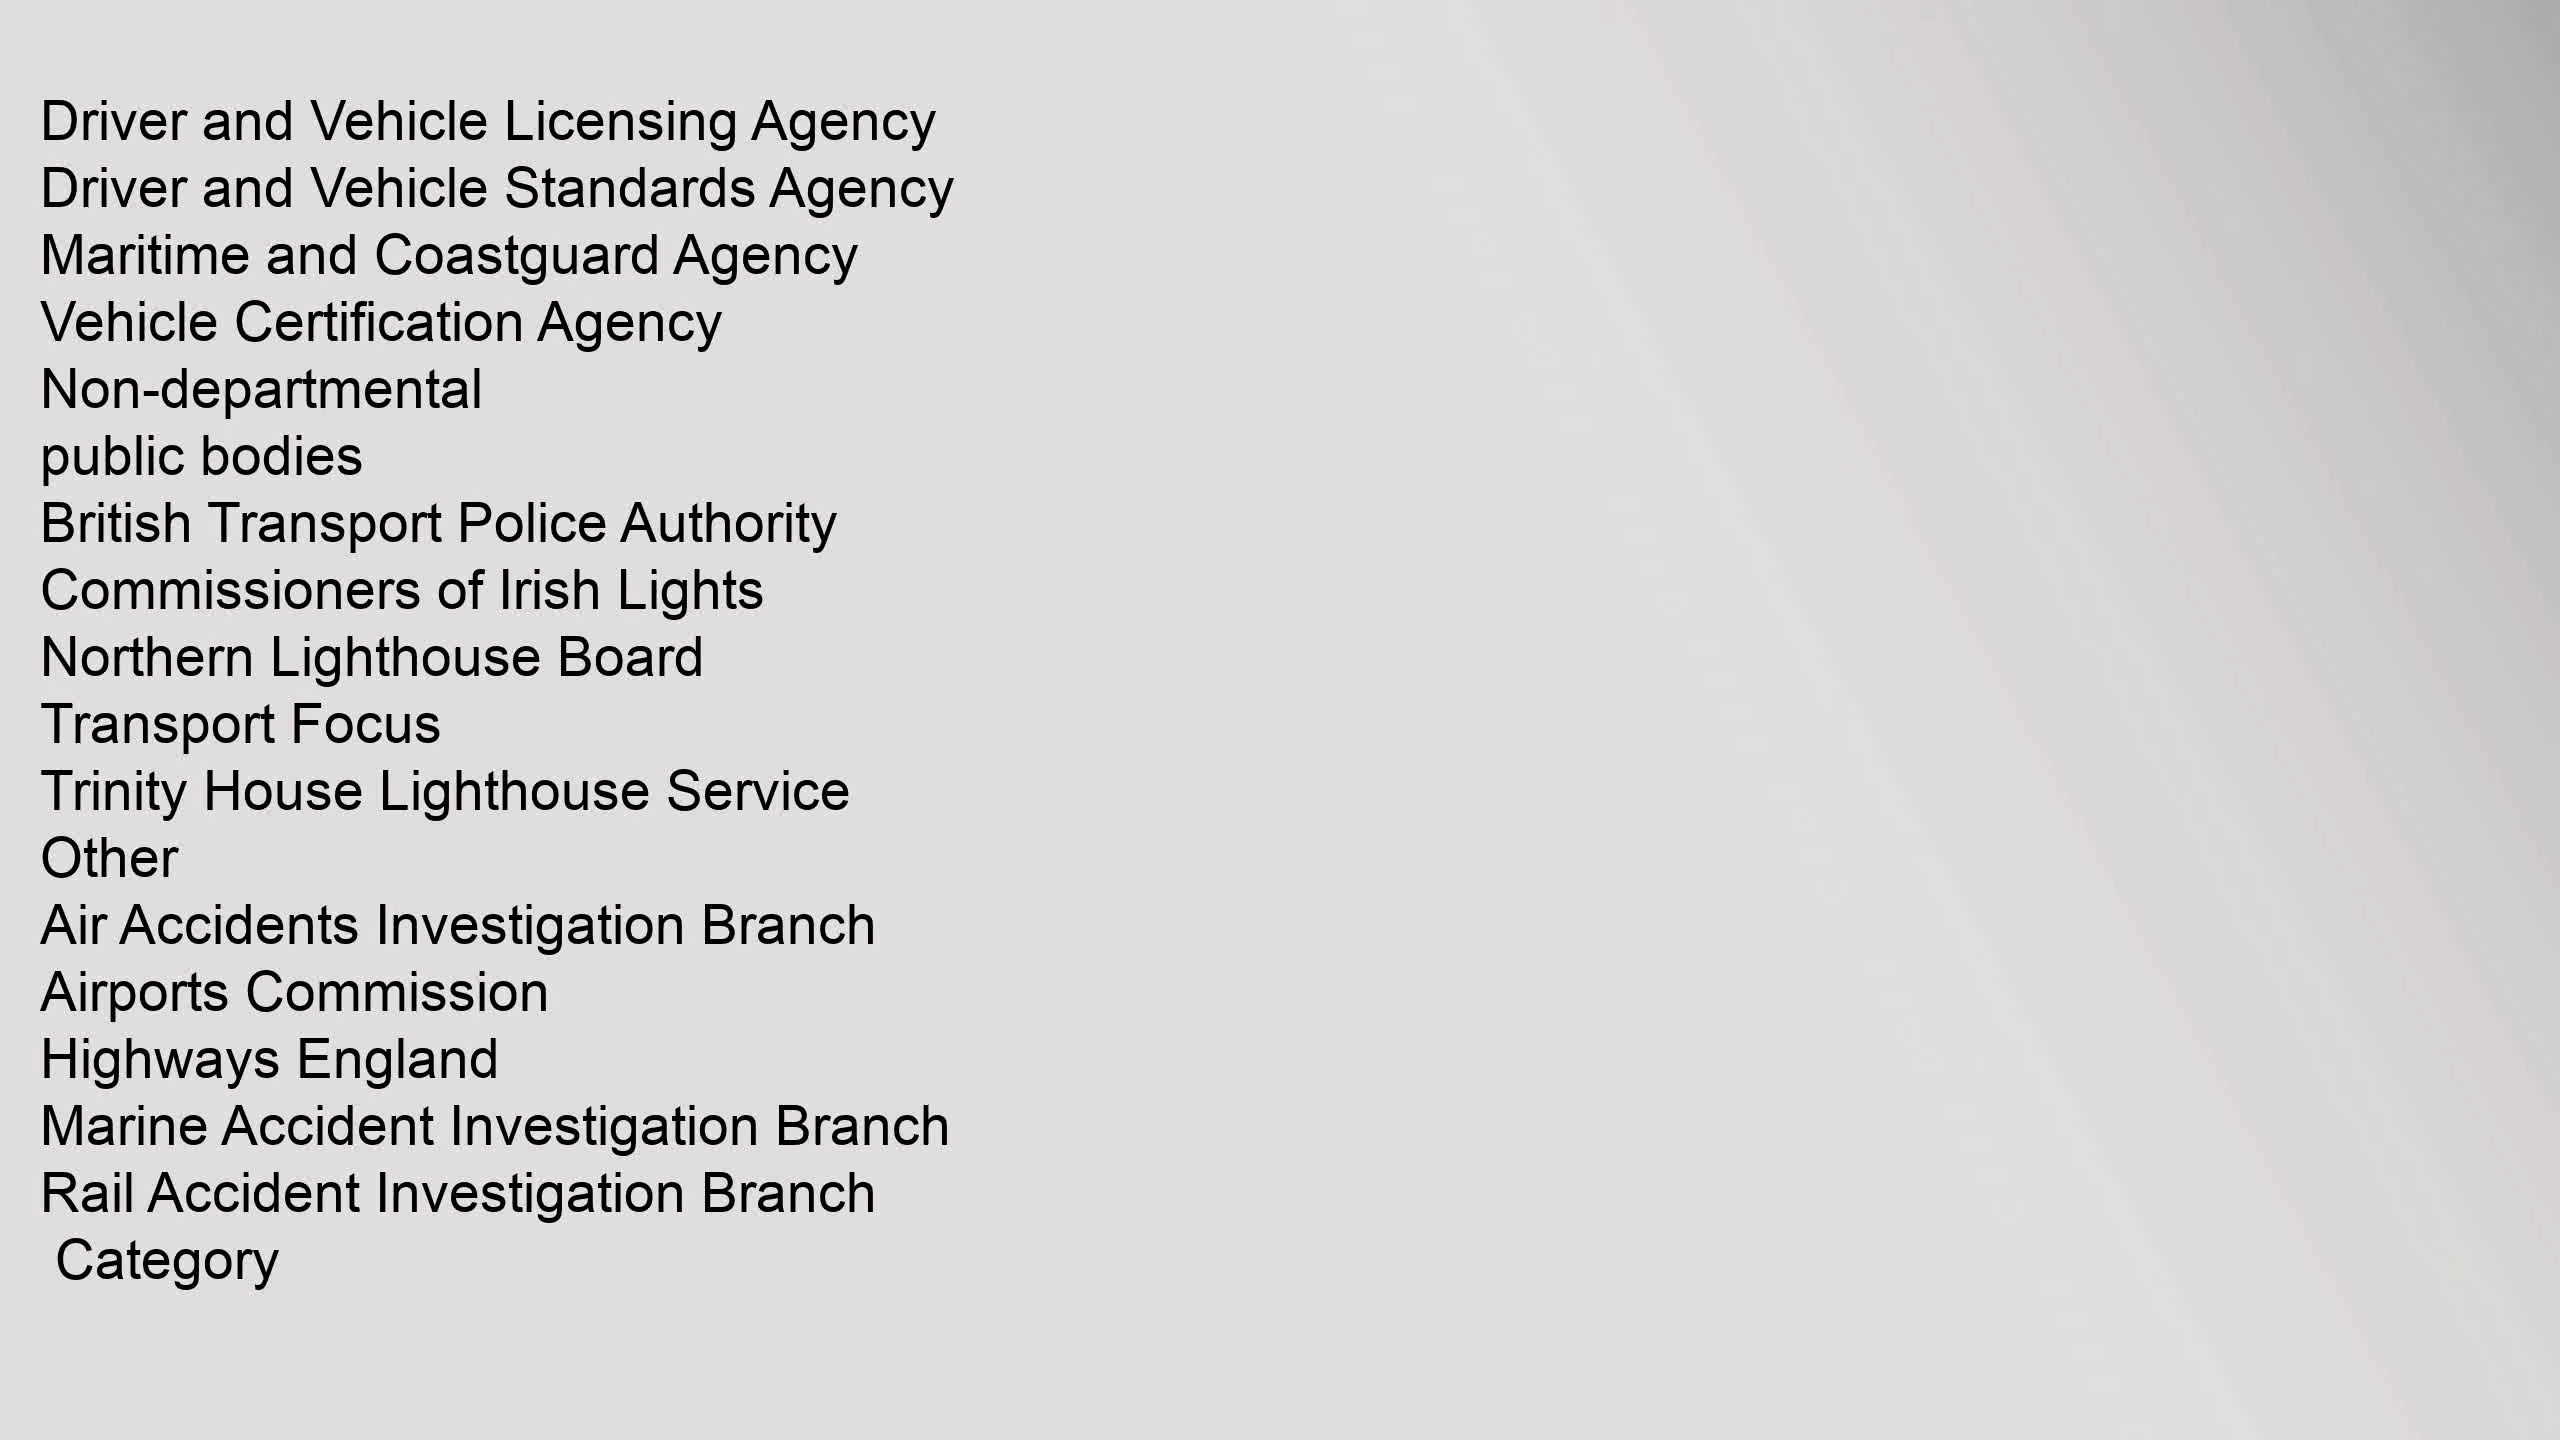 Driver and Vehicle Licensing Agency
Driver and Vehicle Standards Agency
Maritime and Coastguard Agency
Vehicle Certification Agency
Non-departmental
public bodies
British Transport Police Authority
Commissioners of Irish Lights
Northern Lighthouse Board
Transport Focus
Trinity House Lighthouse Service
Other
Air Accidents Investigation Branch
Airports Commission
Highways England
Marine Accident Investigation Branch
Rail Accident Investigation Branch
Category